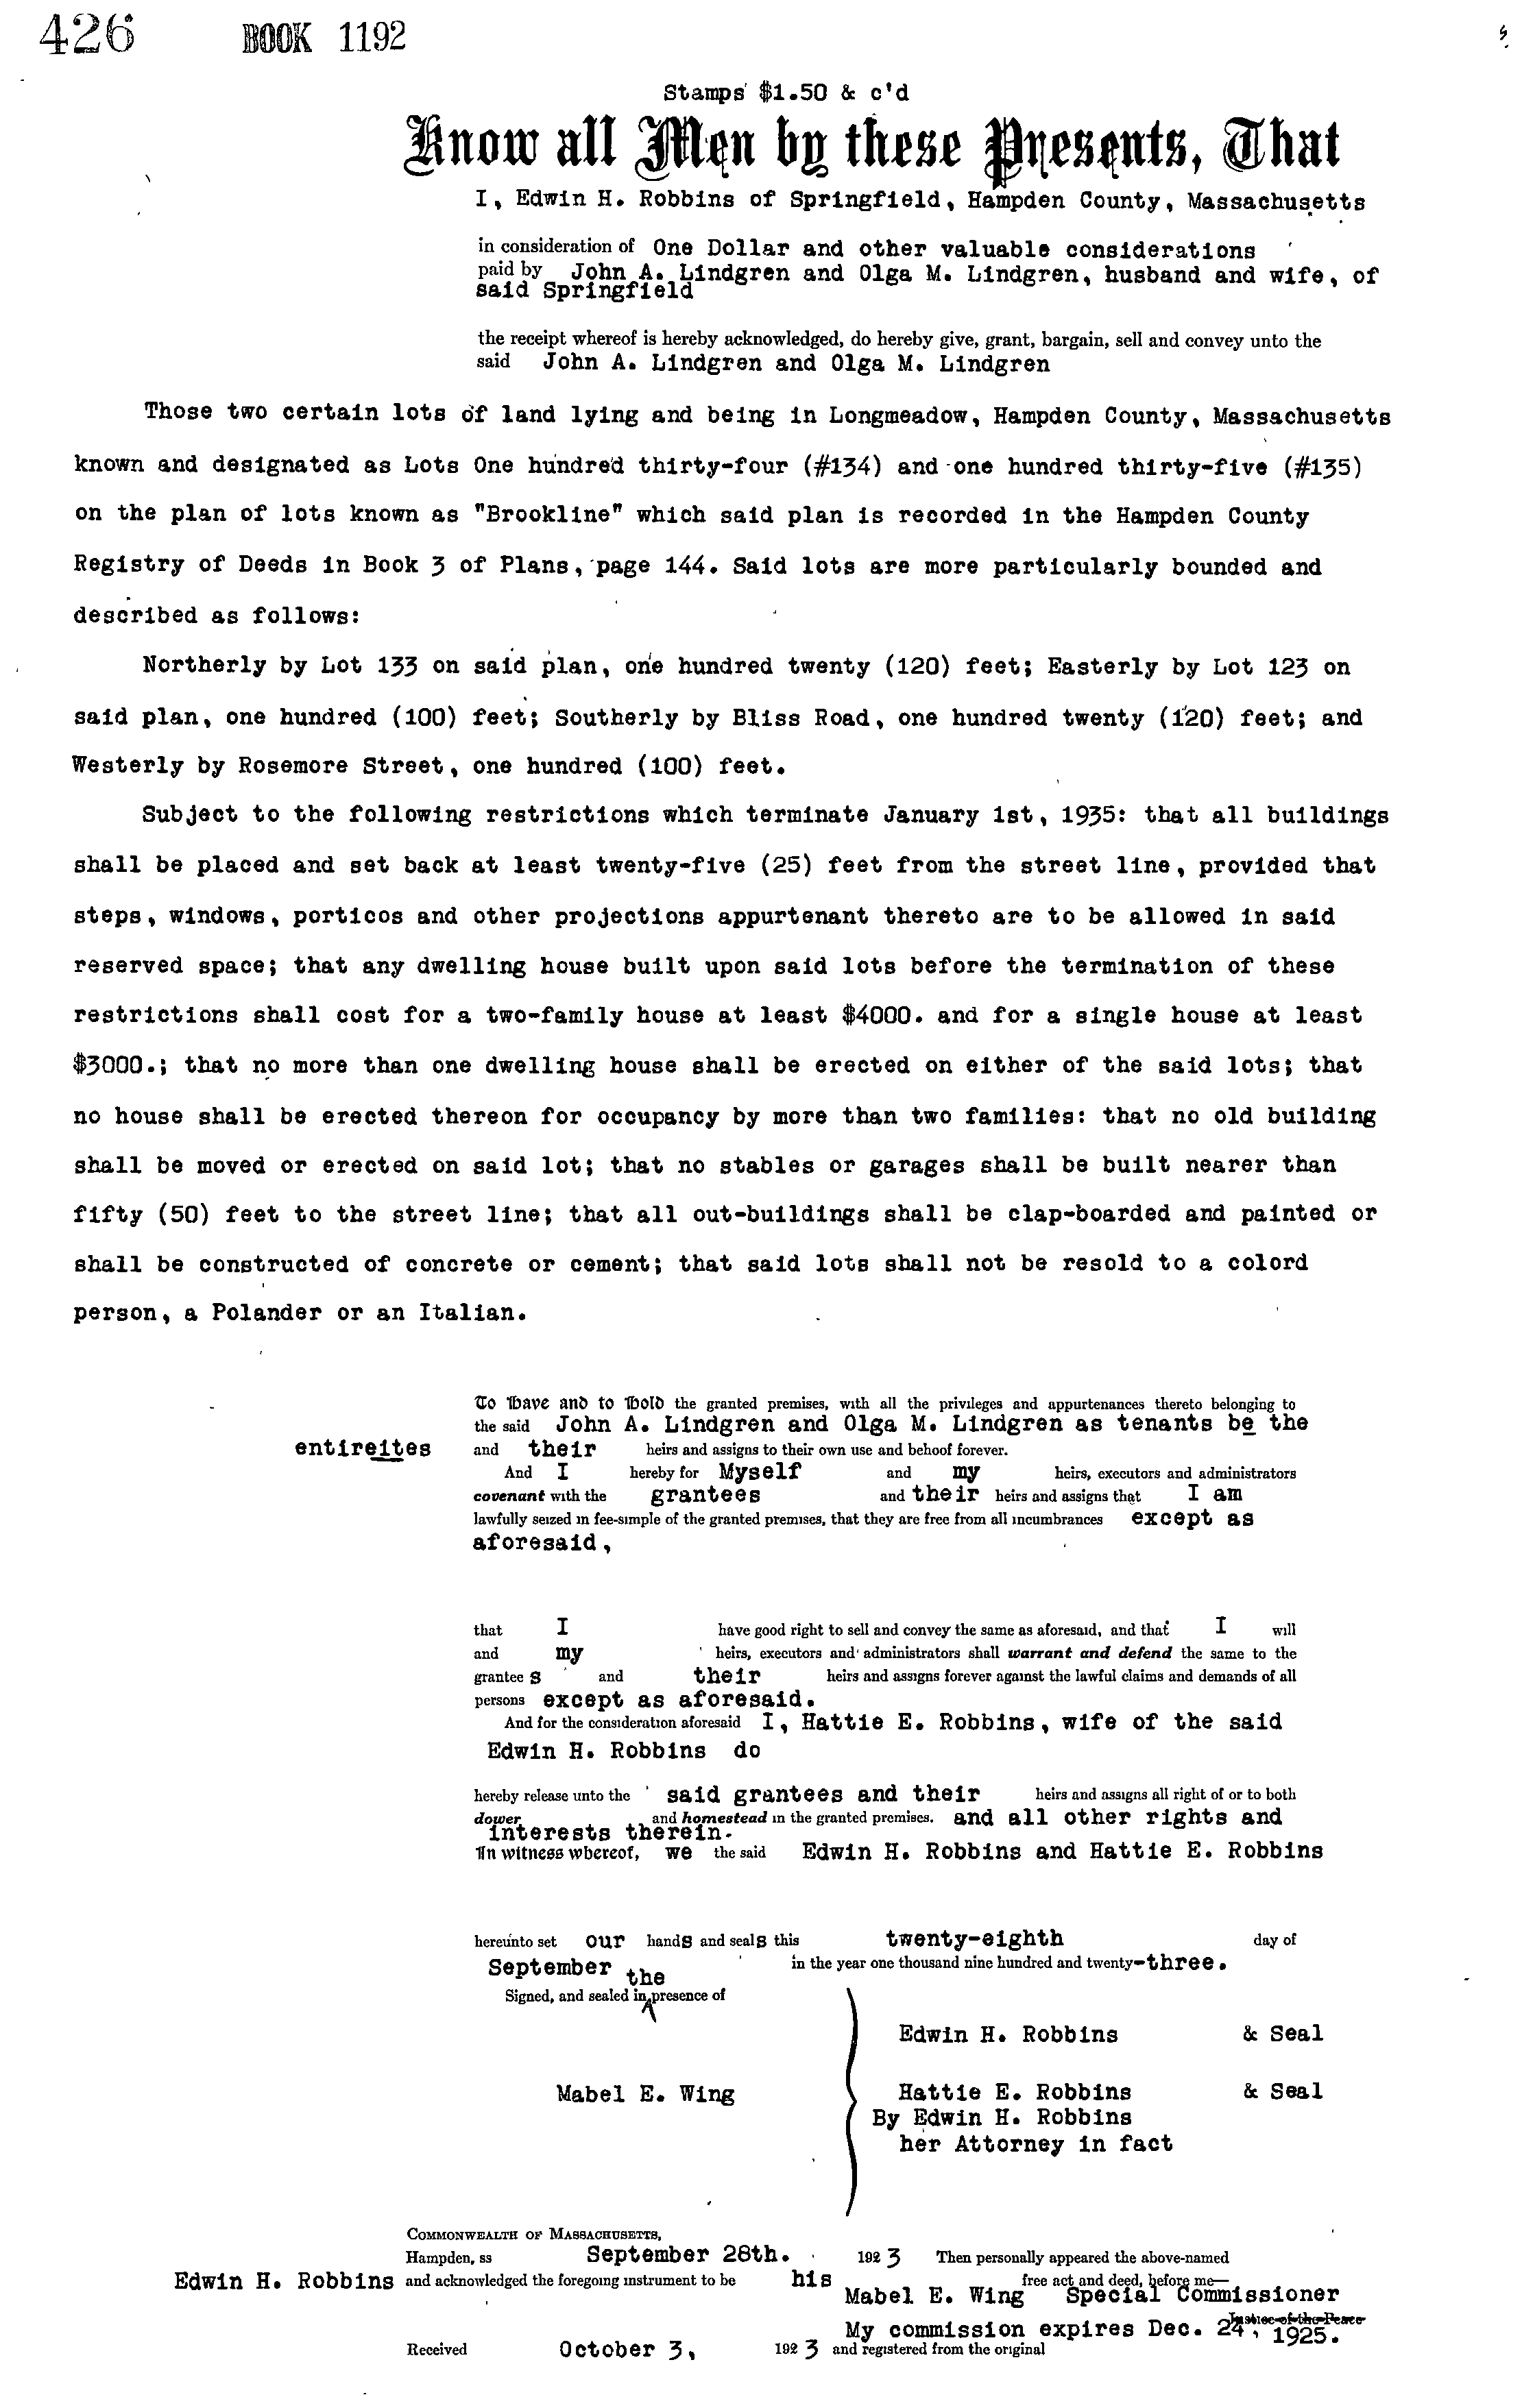 426 BOOK 1192
Stamps $1.50 & c'd
Know all Men by these Presents, That
I, Edwin H. Robbins of Springfield, Hampden County, Massachusetts
in consideration of One Dollar and other valuable considerations
paid by John A. Lindgren and Olga M. Lindgren, husband and wife, of
said Springfield
the receipt whereof is hereby acknowledged, do hereby give, grant, bargain, sell and convey unto the
said John A. Lindgren and Olga M. Lindgren
Those two certain lots of land lying and being in Longmeadow, Hampden County, Massachusetts
known and designated as Lots One hundred thirty-four (#134) and one hundred thirty-five (#135)
on the plan of lots known as "Brookline" which said plan is recorded in the Hampden County
Registry of Deeds in Book 3 of Plans, page 144. Said lots are more particularly bounded and
described as follows:
Northerly by Lot 133 on said plan, one hundred twenty (120) feet; Easterly by Lot 123 on
said plan, one hundred (100) feet; Southerly by Bliss Road, one hundred twenty (120) feet; and
Westerly by Rosemore Street, one hundred (100) feet.
Subject to the following restrictions which terminate January 1st, 1935: that all buildings
shall be placed and set back at least twenty-five (25) feet from the street line, provided that
steps, windows, porticos and other projections appurtenant thereto are to be allowed in said
reserved space; that any dwelling house built upon said lots before the termination of these
restrictions shall cost for a two-family house at least $4000. and for a single house at least
$3000.; that no more than one dwelling house shall be erected on either of the said lots; that
no house shall be erected thereon for occupancy by more than two families: that no old building
shall be moved or erected on said lot; that no stables or garages shall be built nearer than
fifty (50) feet to the street line; that all out-buildings shall be clap-boarded and painted or
shall be constructed of concrete or cement; that said lots shall not be resold to a colord
person, a Polander or an Italian.
To Have and to Hold the granted premises, with all the privileges and appurtenances thereto belonging to
the said John A. Lindgren and Olga M. Lindgren as tenants be the
entireites and their heirs and assigns to their own use and behoof forever.
And I hereby for Myself and my heirs, executors and administrators
covenant with the grantees and their heirs and assigns that I am
lawfully seized in fee-simple of the granted premises, that they are free from all incumbrances except as
aforesaid,
that I have good right to sell and convey the same as aforesaid, and that I will
and my heirs, executors and administrators shall warrant and defend the same to the
grantee s and their heirs and assigns forever against the lawful claims and demands of all
persons except as aforesaid.
And for the consideration aforesaid I, Hattie E. Robbins, wife of the said
Edwin H. Robbins do
hereby release unto the said grantees and their heirs and assigns all right of or to both
dower and homestead in the granted premises. and all other rights and
interests therein.
In witness whereof, we the said Edwin H. Robbins and Hattie E. Robbins
hereunto set our hands and seals this twenty-eighth day of
September in the year one thousand nine hundred and twenty-three.
the
Signed, and sealed in presence of
Edwin H. Robbins & Seal
Mabel E. Wing Hattie E. Robbins & Seal
By Edwin H. Robbins
her Attorney in fact
COMMONWEALTH OF MASSACHUSETTS,
Hampden, ss September 28th. 192 3 Then personally appeared the above-named
Edwin H. Robbins and acknowledged the foregoing instrument to be his free act and deed, before me—
Mabel E. Wing Special Commissioner
Justice of the Peace
My commission expires Dec. 24, 1925.
Received October 3, 192 3 and registered from the original